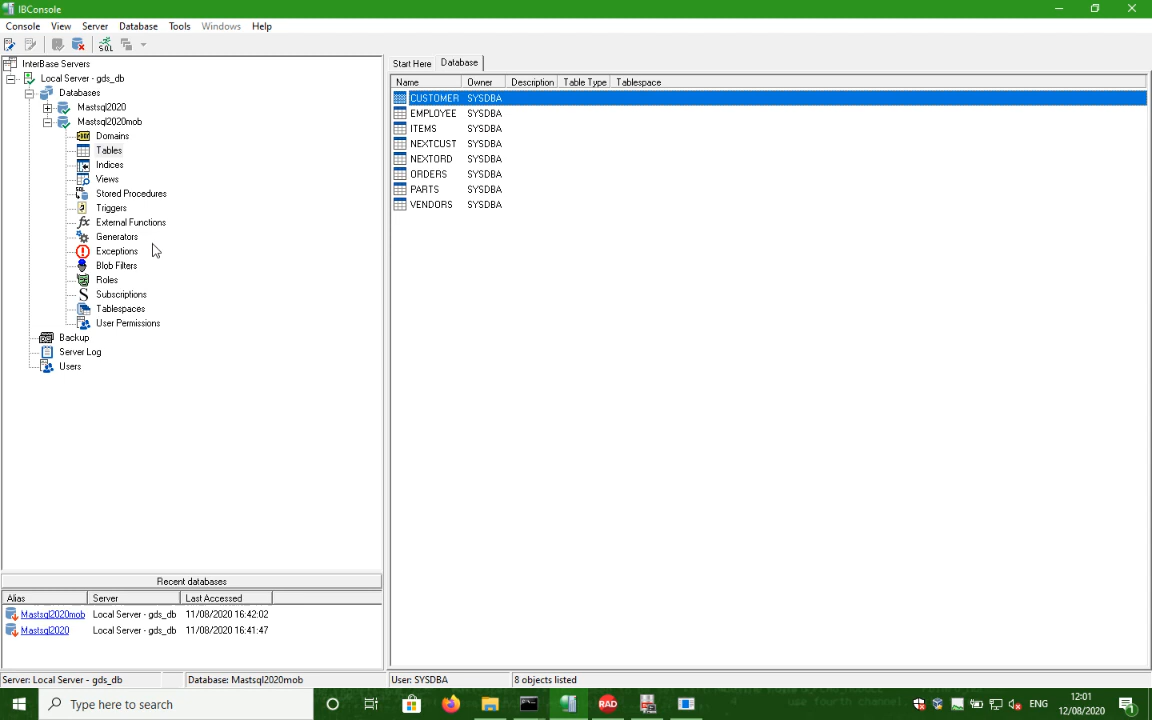 IBConsole
Console View Server Database Tools Windows Help
InterBase Servers
Local Server - gds_db
Databases
Mastsql2020
Mastsql2020mob
Domains
Tables
Indices
Views
Stored Procedures
Triggers
External Functions
Generators
Exceptions
Blob Filters
Roles
Subscriptions
Tablespaces
User Permissions
Backup
Server Log
Users
Recent databases
Alias Server Last Accessed
Mastsql2020mob Local Server - gds_db 11/08/2020 16:42:02
Mastsql2020 Local Server - gds_db 11/08/2020 16:41:47
Start Here Database
Name Owner Description Table Type Tablespace
CUSTOMER SYSDBA
EMPLOYEE SYSDBA
ITEMS SYSDBA
NEXTCUST SYSDBA
NEXTORD SYSDBA
ORDERS SYSDBA
PARTS SYSDBA
VENDORS SYSDBA
Server: Local Server - gds_db Database: Mastsql2020mob User: SYSDBA 8 objects listed
Type here to search
RAD
ENG
12:01
12/08/2020
1
use fourth channel.